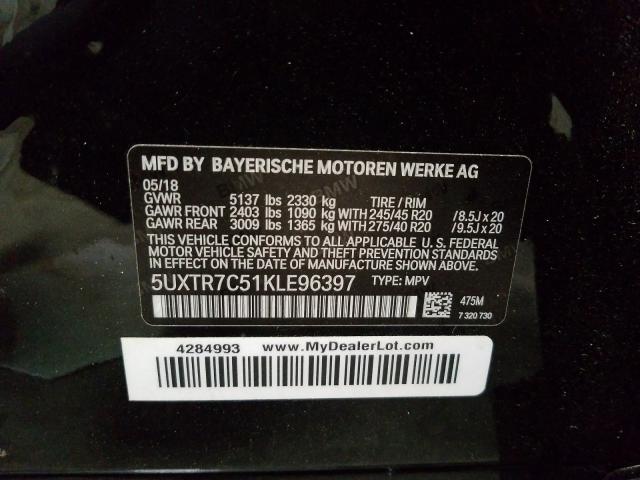 MFD BY BAYERISCHE MOTOREN WERKE AG
05/18
GVWR 5137 lbs 2330 kg TIRE / RIM
GAWR FRONT 2403 lbs 1090 kg WITH 245/45 R20 /8.5J x 20
GAWR REAR 3009 lbs 1365 kg WITH 275/40 R20 /9.5J x 20
THIS VEHICLE CONFORMS TO ALL APPLICABLE U. S. FEDERAL
MOTOR VEHICLE SAFETY AND THEFT PREVENTION STANDARDS
IN EFFECT ON THE DATE OF MANUFACTURE SHOWN ABOVE.
5UXTR7C51KLE96397 TYPE: MPV
475M
7 320 730
4284993 www.MyDealerLot.com